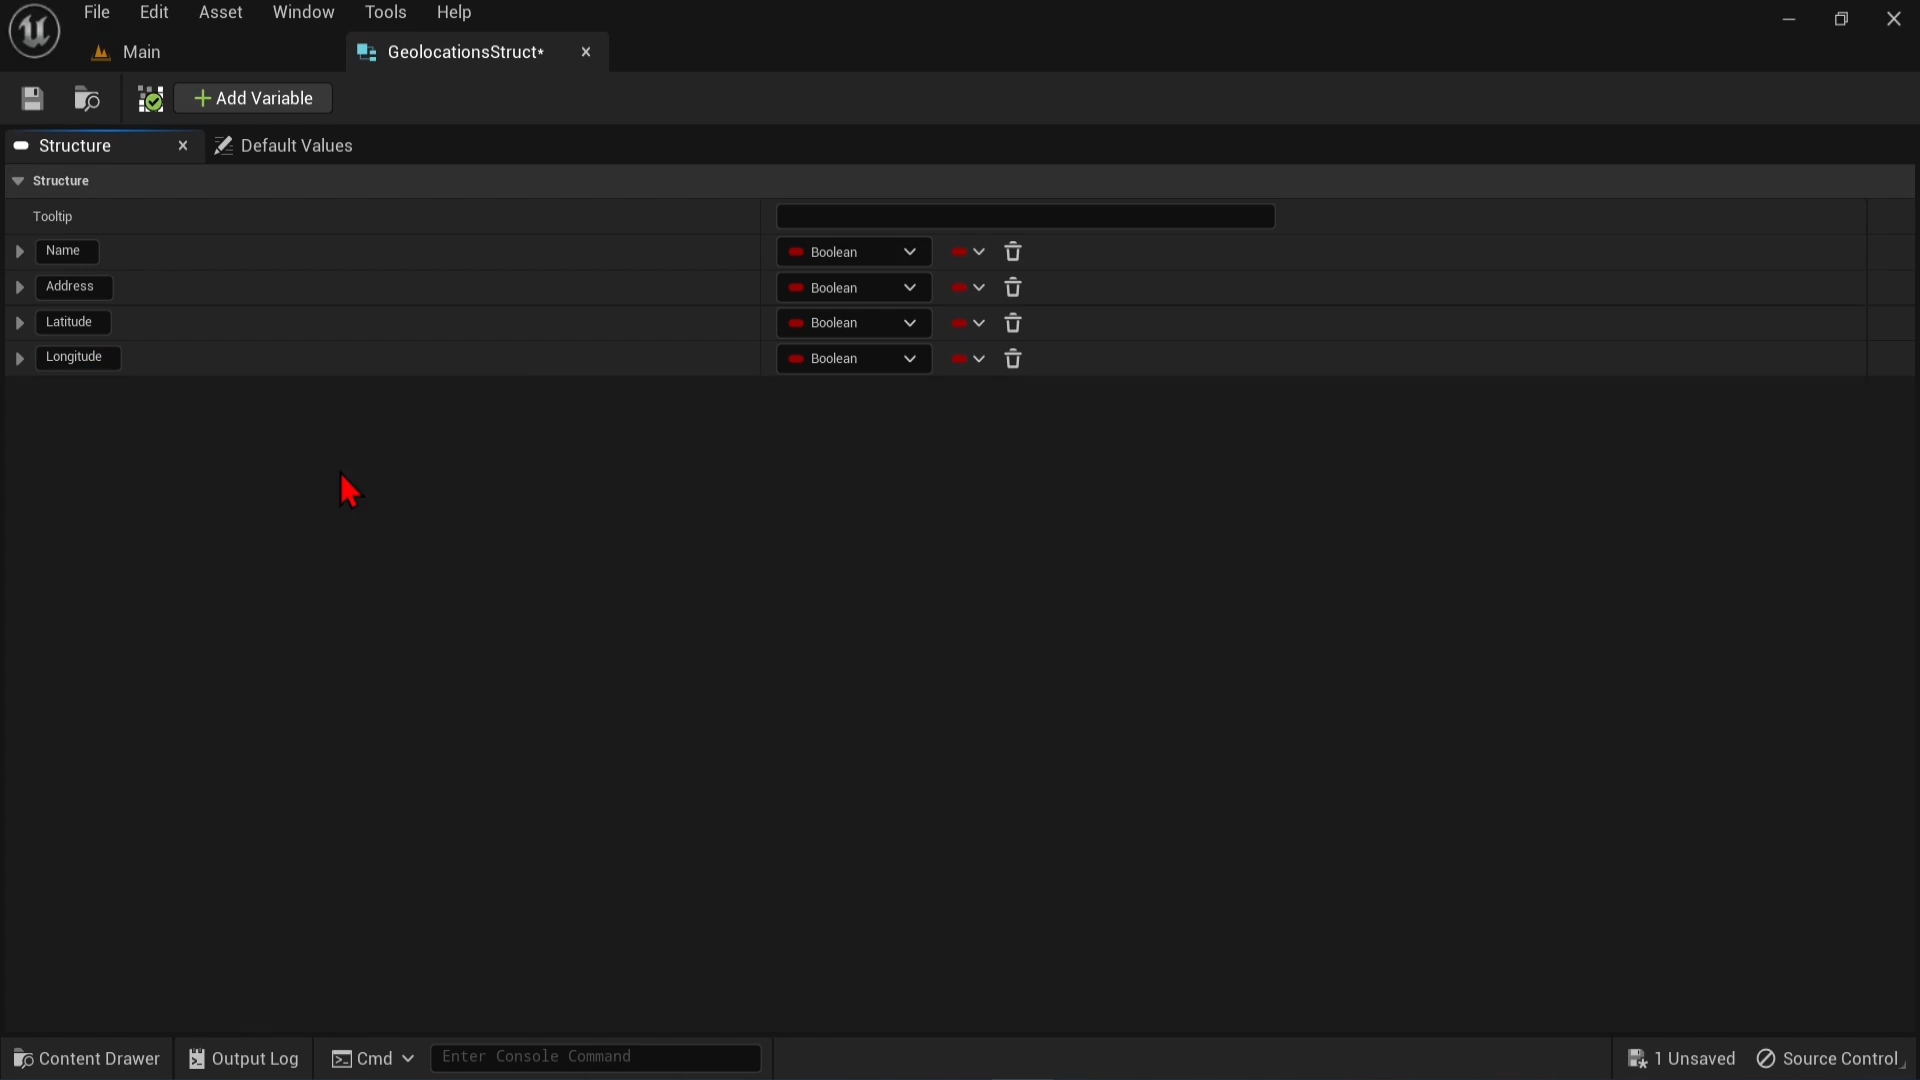 File Edit Asset Window Tools Help
Main GeolocationsStruct*
Add Variable
Structure Default Values
Structure
Tooltip
Name Boolean
Address Boolean
Latitude Boolean
Longitude Boolean
Content Drawer Output Log Cmd Enter Console Command 1 Unsaved Source Control